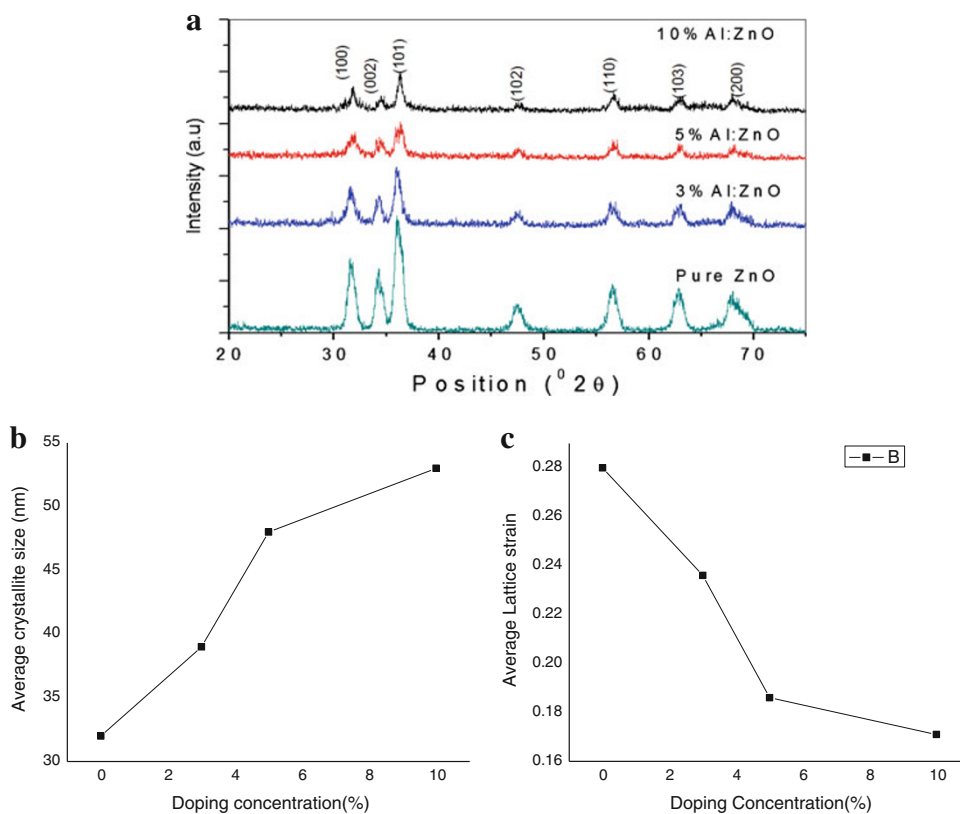 a
10% Al:ZnO
(100)
(002)
(101)
(102)
(110)
(103)
(200)
5% Al:ZnO
3% Al:ZnO
Pure ZnO
Intensity (a.u)
20 30 40 50 60 70
Position (⁰2θ)
b
55
50
45
40
35
30
Average crystallite size (nm)
0 2 4 6 8 10
Doping concentration(%)
c
B
0.28
0.26
0.24
0.22
0.20
0.18
0.16
Average Lattice strain
0 2 4 6 8 10
Doping Concentration(%)